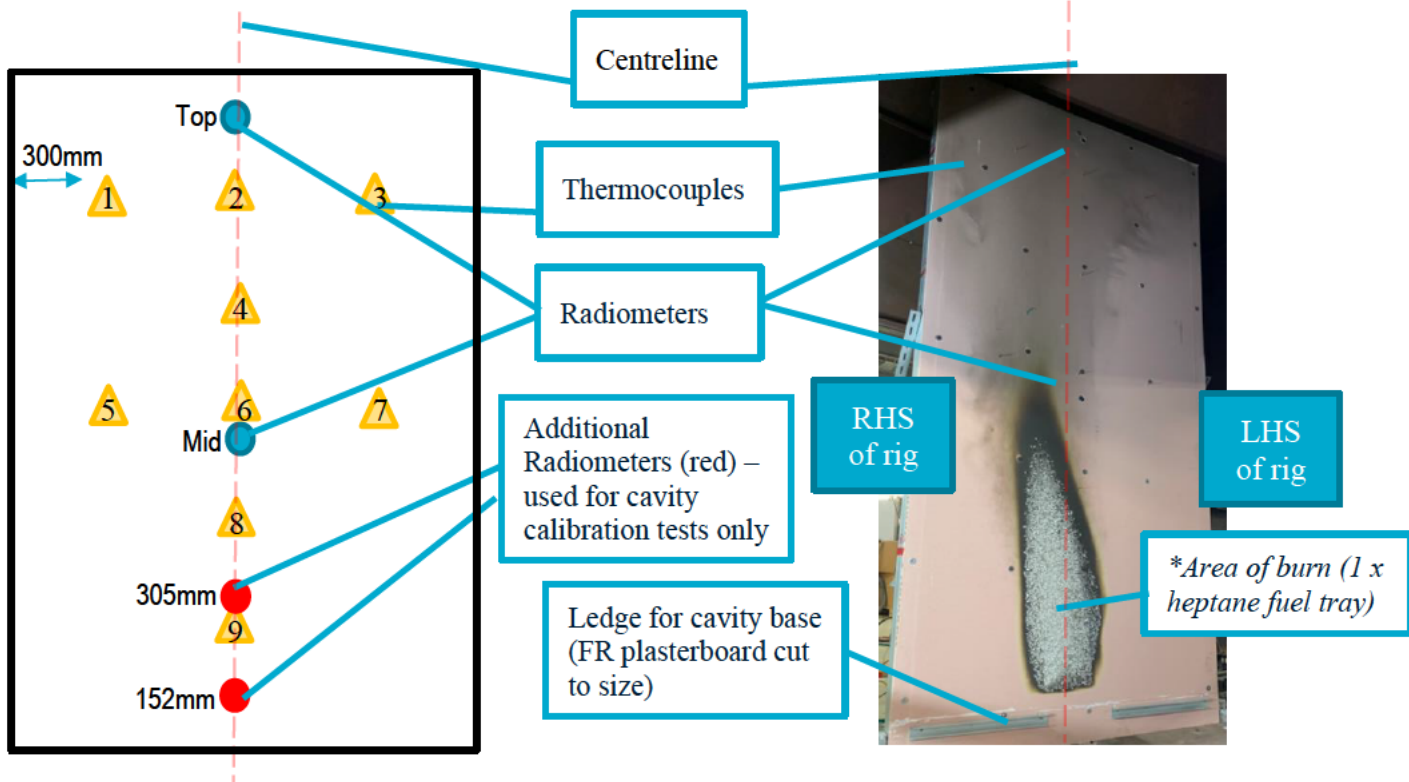 Centreline
Top
300mm
1
2
3
Thermocouples
4
Radiometers
5
6
7
Mid
Additional
Radiometers (red) –
used for cavity
calibration tests only
RHS
of rig
LHS
of rig
8
305mm
9
*Area of burn (1 x
heptane fuel tray)
Ledge for cavity base
(FR plasterboard cut
to size)
152mm